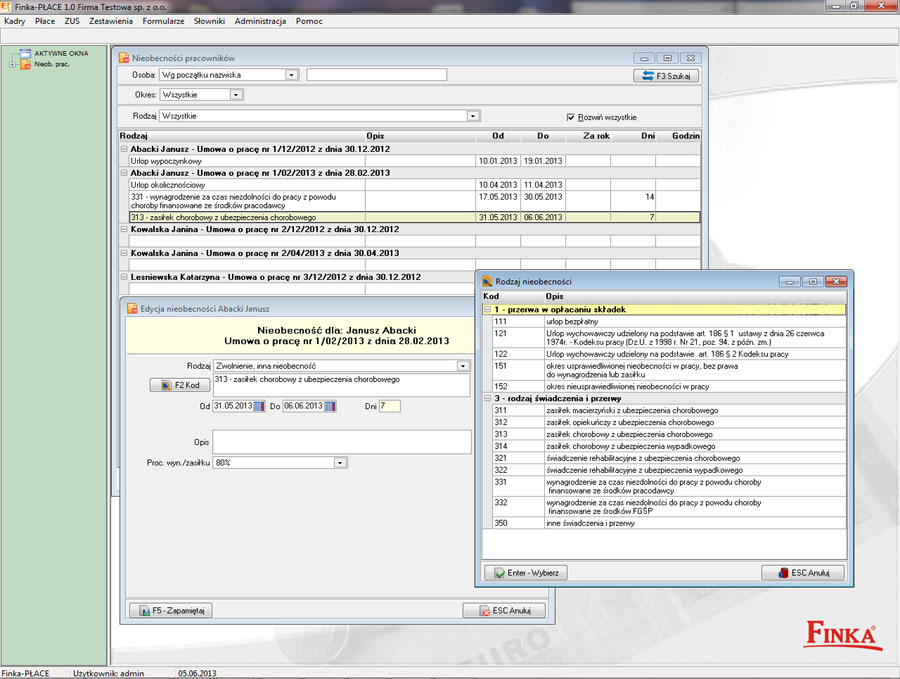 Finka-PŁACE 1.0 Firma Testowa sp. z o.o.
Kadry Płace ZUS Zestawienia Formularze Słowniki Administracja Pomoc
AKTYWNE OKNA
Nieob. prac.
Nieobecności pracowników
Osoba: Wg początku nazwiska
F3 Szukaj
Okres: Wszystkie
Rodzaj Wszystkie
Rozwiń wszystkie
Rodzaj Opis Od Do Za rok Dni Godzin
Abacki Janusz - Umowa o pracę nr 1/12/2012 z dnia 30.12.2012
Urlop wypoczynkowy 10.01.2013 19.01.2013
Abacki Janusz - Umowa o pracę nr 1/02/2013 z dnia 28.02.2013
Urlop okolicznościowy 10.04.2013 11.04.2013
331 - wynagrodzenie za czas niezdolności do pracy z powodu 17.05.2013 30.05.2013 14
choroby finansowane ze środków pracodawcy
313 - zasiłek chorobowy z ubezpieczenia chorobowego 31.05.2013 06.06.2013 7
Kowalska Janina - Umowa o pracę nr 2/12/2012 z dnia 30.12.2012
Kowalska Janina - Umowa o pracę nr 2/04/2013 z dnia 30.04.2013
Lesniewska Katarzyna - Umowa o pracę nr 3/12/2012 z dnia 30.12.2012
Edycja nieobecności Abacki Janusz
Nieobecność dla: Janusz Abacki
Umowa o pracę nr 1/02/2013 z dnia 28.02.2013
Rodzaj Zwolnienie, inna nieobecność
F2 Kod 313 - zasiłek chorobowy z ubezpieczenia chorobowego
Od 31.05.2013 Do 06.06.2013 Dni 7
Opis
Proc. wyn./zasiłku 80%
F5 - Zapamiętaj
ESC Anuluj
Rodzaj nieobecności
Kod Opis
1 - przerwa w opłacaniu składek
111 urlop bezpłatny
121 Urlop wychowawczy udzielony na podstawie art. 186 § 1 ustawy z dnia 26 czerwca
1974r. - Kodeksu pracy (Dz.U. z 1998 r. Nr 21, poz. 94, z późn. zm.)
122 Urlop wychowawczy udzielony na podstawie art. 186 § 2 Kodeksu pracy
151 okres usprawiedliwionej nieobecności w pracy, bez prawa
do wynagrodzenia lub zasiłku
152 okres nieusprawiedliwionej nieobecności w pracy
3 - rodzaj świadczenia i przerwy
311 zasiłek macierzyński z ubezpieczenia chorobowego
312 zasiłek opiekuńczy z ubezpieczenia chorobowego
313 zasiłek chorobowy z ubezpieczenia chorobowego
314 zasiłek chorobowy z ubezpieczenia wypadkowego
321 świadczenie rehabilitacyjne z ubezpieczenia chorobowego
322 świadczenie rehabilitacyjne z ubezpieczenia wypadkowego
331 wynagrodzenie za czas niezdolności do pracy z powodu choroby
finansowane ze środków pracodawcy
332 wynagrodzenie za czas niezdolności do pracy z powodu choroby
finansowane ze środków FGŚP
350 inne świadczenia i przerwy
Enter - Wybierz
ESC Anuluj
EURO
FINKA®
Finka-PŁACE Użytkownik: admin 05.06.2013